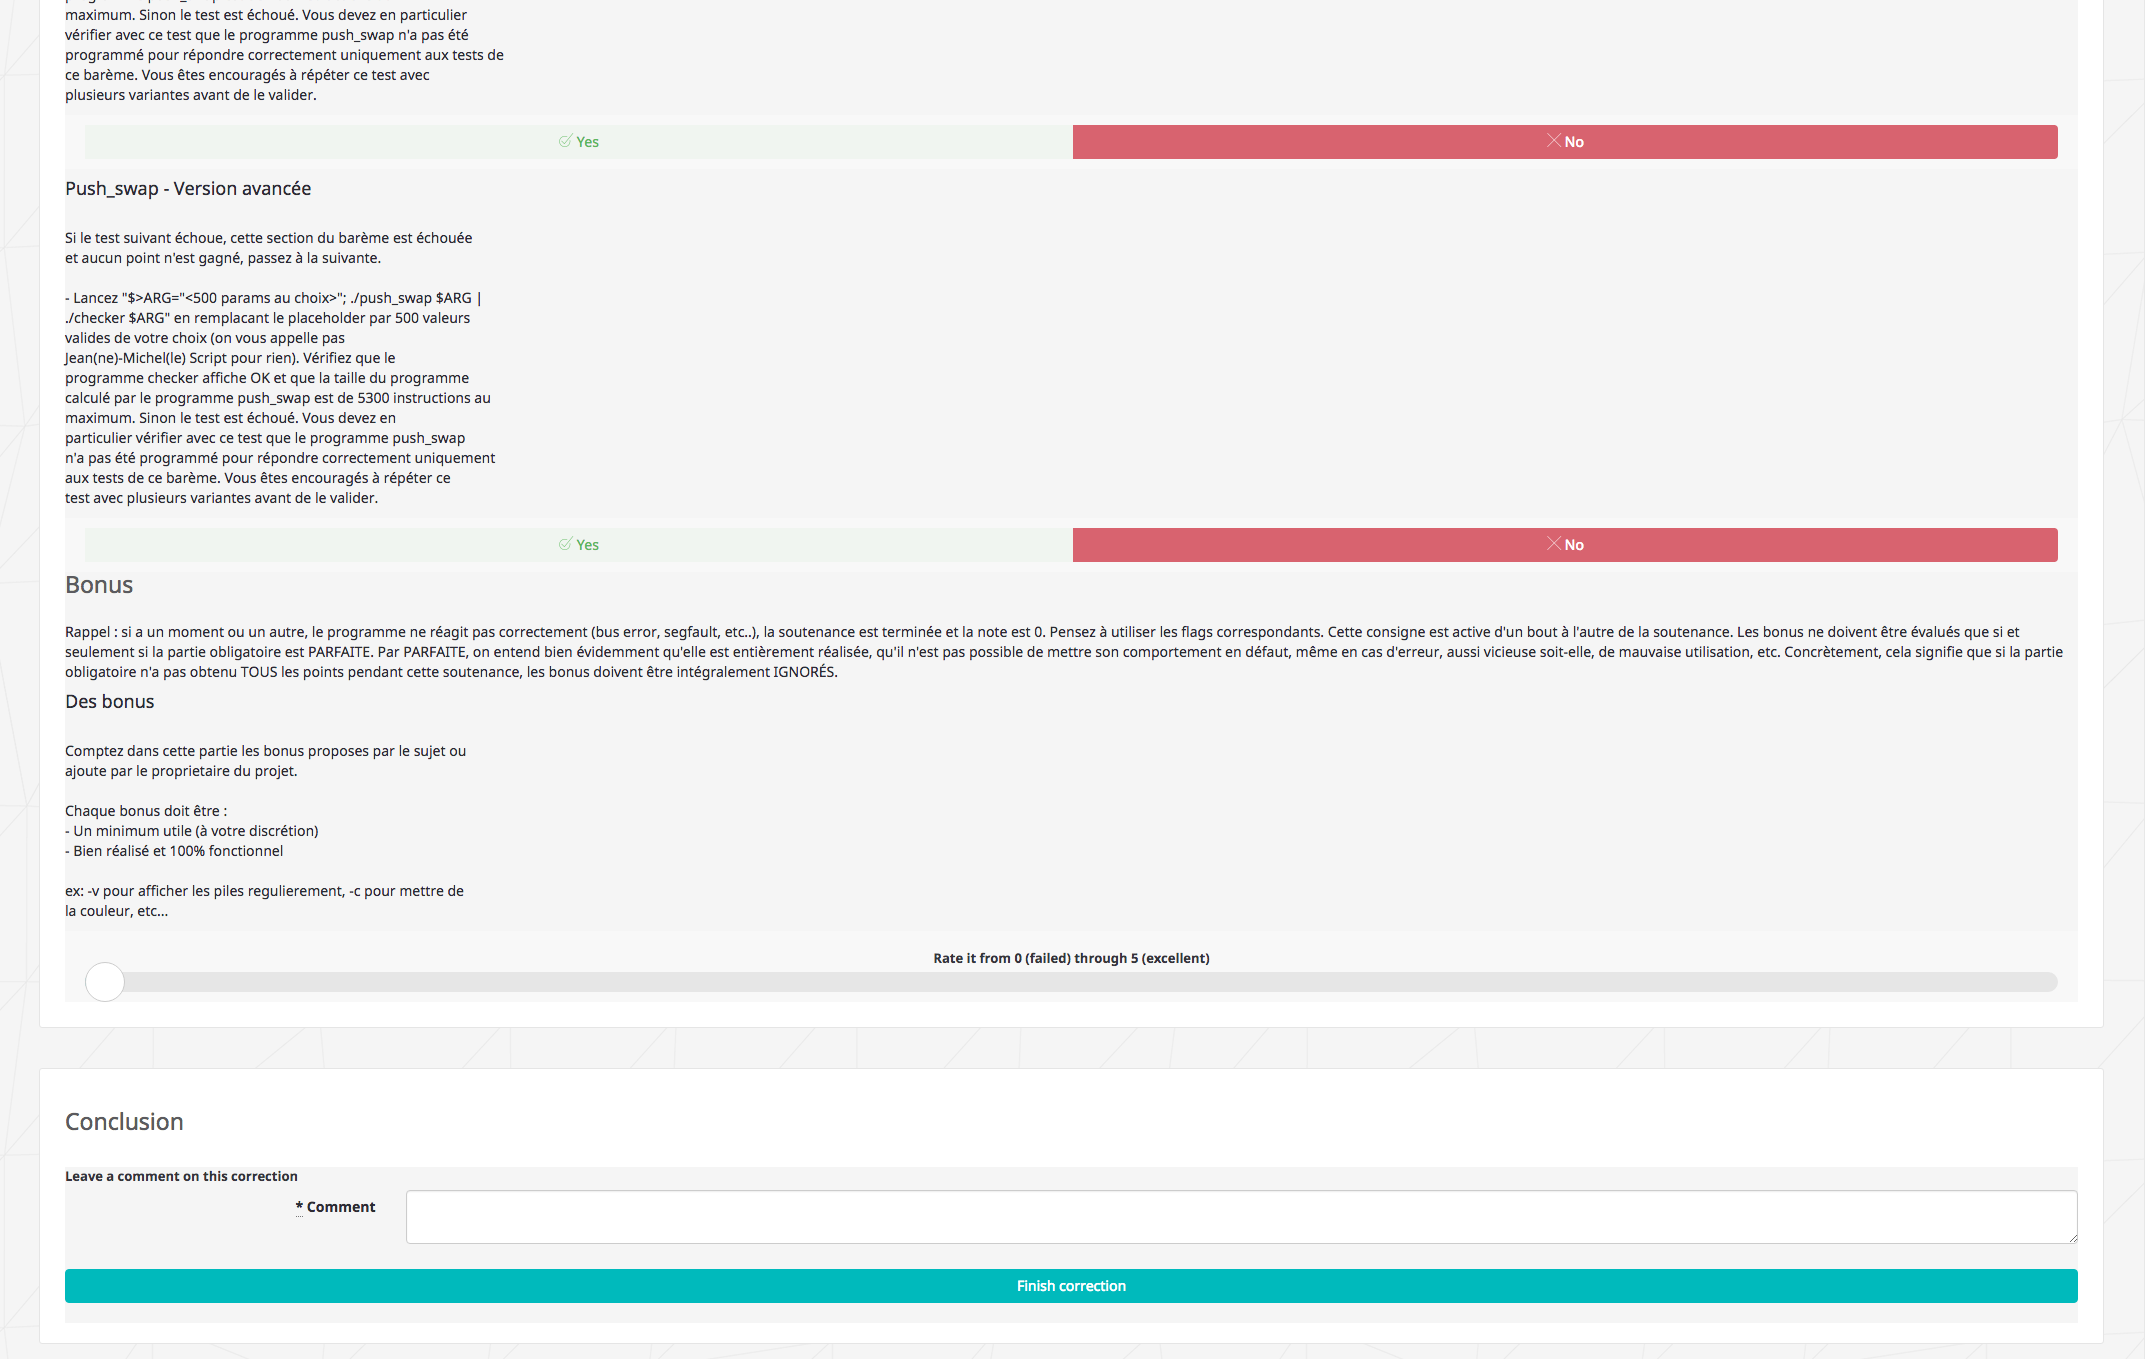 maximum. Sinon le test est échoué. Vous devez en particulier
vérifier avec ce test que le programme push_swap n'a pas été
programmé pour répondre correctement uniquement aux tests de
ce barème. Vous êtes encouragés à répéter ce test avec
plusieurs variantes avant de le valider.
Yes
No
Push_swap - Version avancée
Si le test suivant échoue, cette section du barème est échouée
et aucun point n'est gagné, passez à la suivante.
- Lancez "$>ARG="<500 params au choix>"; ./push_swap $ARG |
./checker $ARG" en remplacant le placeholder par 500 valeurs
valides de votre choix (on vous appelle pas
Jean(ne)-Michel(le) Script pour rien). Vérifiez que le
programme checker affiche OK et que la taille du programme
calculé par le programme push_swap est de 5300 instructions au
maximum. Sinon le test est échoué. Vous devez en
particulier vérifier avec ce test que le programme push_swap
n'a pas été programmé pour répondre correctement uniquement
aux tests de ce barème. Vous êtes encouragés à répéter ce
test avec plusieurs variantes avant de le valider.
Yes
No
Bonus
Rappel : si a un moment ou un autre, le programme ne réagit pas correctement (bus error, segfault, etc..), la soutenance est terminée et la note est 0. Pensez à utiliser les flags correspondants. Cette consigne est active d'un bout à l'autre de la soutenance. Les bonus ne doivent être évalués que si et
seulement si la partie obligatoire est PARFAITE. Par PARFAITE, on entend bien évidemment qu'elle est entièrement réalisée, qu'il n'est pas possible de mettre son comportement en défaut, même en cas d'erreur, aussi vicieuse soit-elle, de mauvaise utilisation, etc. Concrètement, cela signifie que si la partie
obligatoire n'a pas obtenu TOUS les points pendant cette soutenance, les bonus doivent être intégralement IGNORÉS.
Des bonus
Comptez dans cette partie les bonus proposes par le sujet ou
ajoute par le proprietaire du projet.
Chaque bonus doit être :
- Un minimum utile (à votre discrétion)
- Bien réalisé et 100% fonctionnel
ex: -v pour afficher les piles regulierement, -c pour mettre de
la couleur, etc...
Rate it from 0 (failed) through 5 (excellent)
Conclusion
Leave a comment on this correction
* Comment
Finish correction